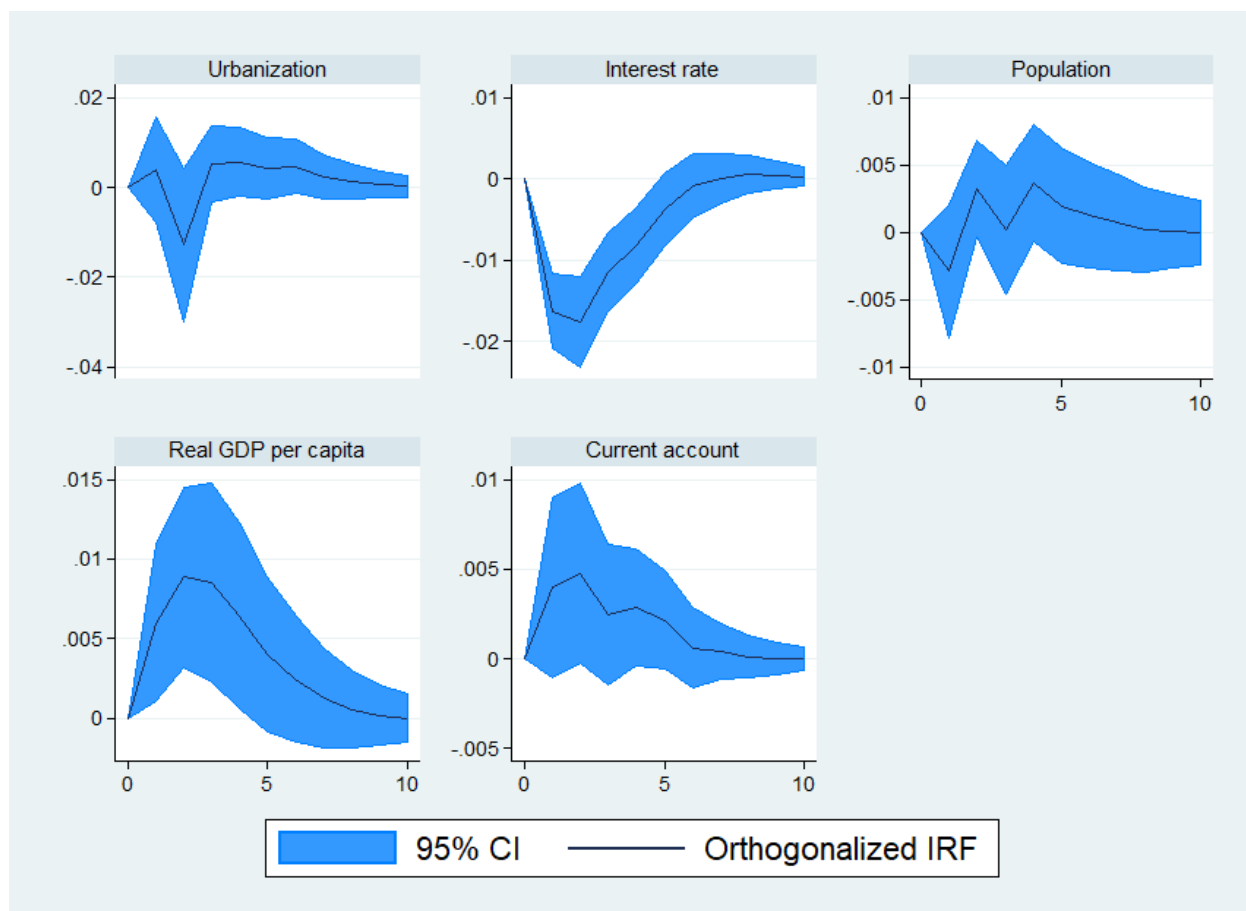 Urbanization
.02
0
-.02
-.04
Interest rate
.01
0
-.01
-.02
Population
.01
.005
0
-.005
-.01
0 5 10
Real GDP per capita
.015
.01
.005
0
0 5 10
Current account
.01
.005
0
-.005
0 5 10
95% CI Orthogonalized IRF